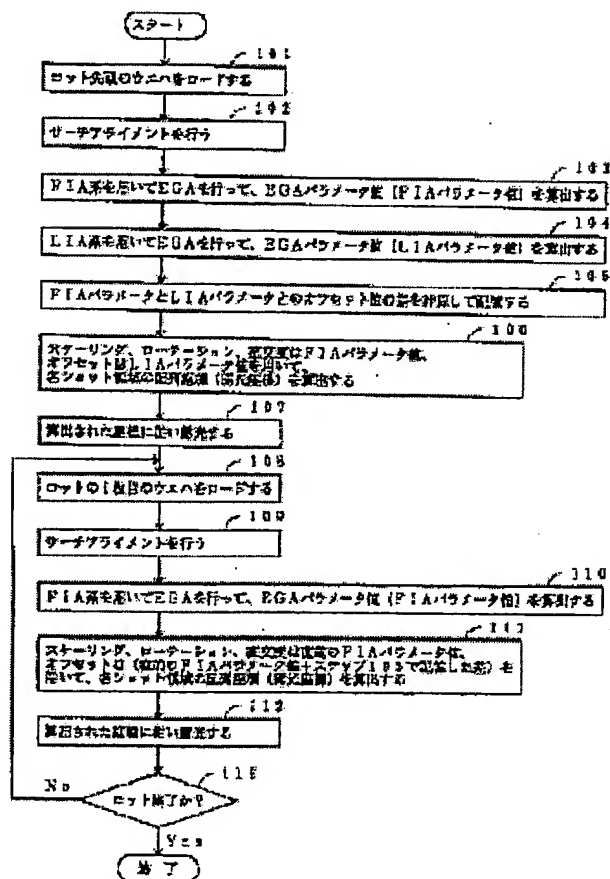 スタート
101
ロット先頭のウエハをロードする
102
サーチアライメントを行う
103
FIA系を用いてEGAを行って、EGAパラメータ値(FIAパラメータ値)を算出する
104
LIA系を用いてEGAを行って、EGAパラメータ値(LIAパラメータ値)を算出する
105
FIAパラメータとLIAパラメータとのオフセット値の差を計算して記憶する
106
スケーリング、ローテーション、直交度はFIAパラメータ値、
オフセットはLIAパラメータ値を用いて、
各ショット領域の配列座標(露光座標)を算出する
107
算出された座標に従い露光する
108
ロットのi枚目のウエハをロードする
109
サーチアライメントを行う
110
FIA系を用いてEGAを行って、EGAパラメータ値(FIAパラメータ値)を算出する
111
スケーリング、ローテーション、直交度は直前のFIAパラメータ値、
オフセットは(直前のFIAパラメータ値+ステップ105で記憶した差)を
用いて、各ショット領域の配列座標(露光座標)を算出する
112
算出された座標に従い露光する
No
113
ロット終了か?
Yes
終了